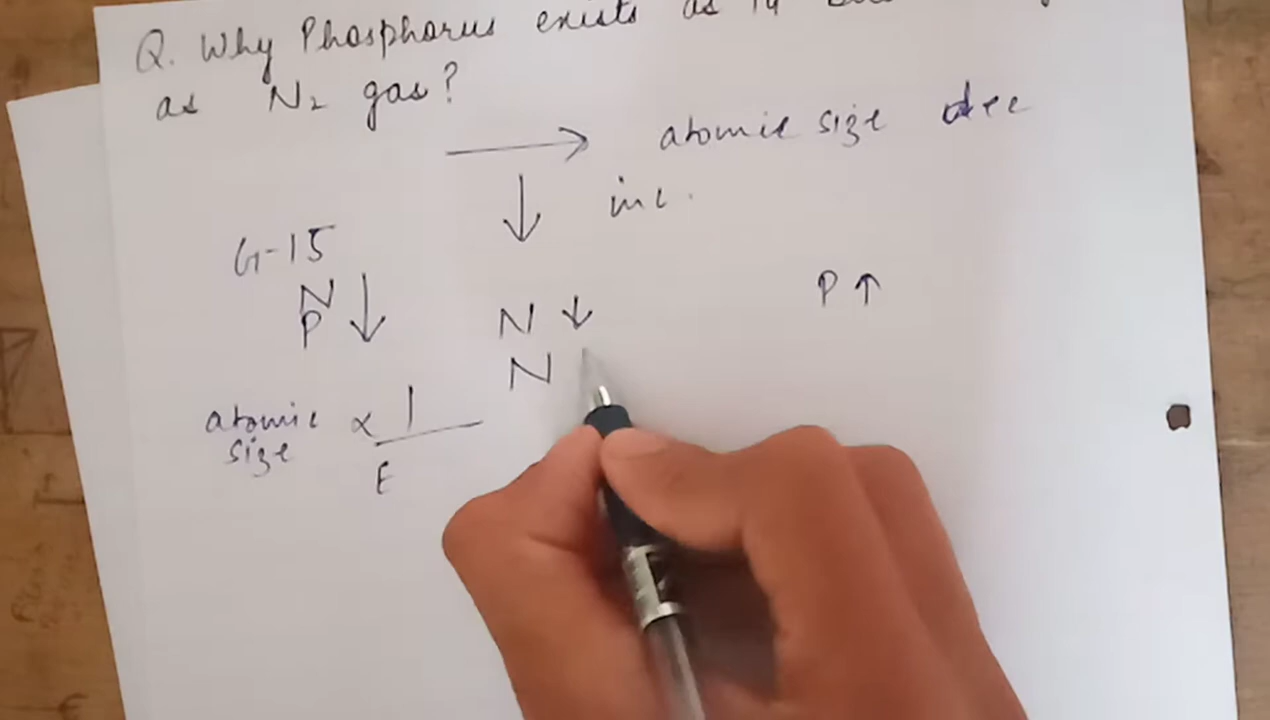 Q. Why Phosphorus exists as
as N₂ gas?
→ atomic size dec
↓ inc.
G-15
N ↓
P
N ↓
N
P ↑
atomic size ∝ 1
E